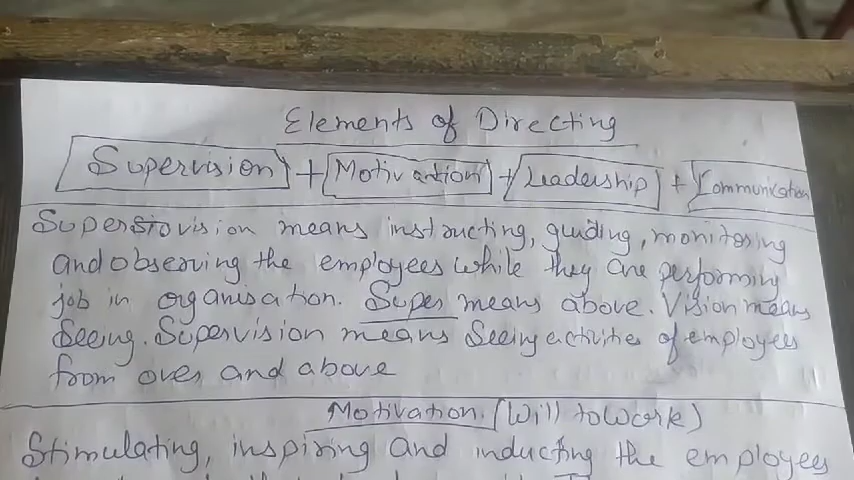 Elements of Directing
Supervision + Motivation + Leadership + Communication
Supervision means instructing, guiding, monitoring
and observing the employees while they are performing
job in organisation. Super means above. Vision means
Seeing. Supervision means Seeing activities of employees
from over and above
Motivation. (Will to Work)
Stimulating, inspiring and inducting the employees